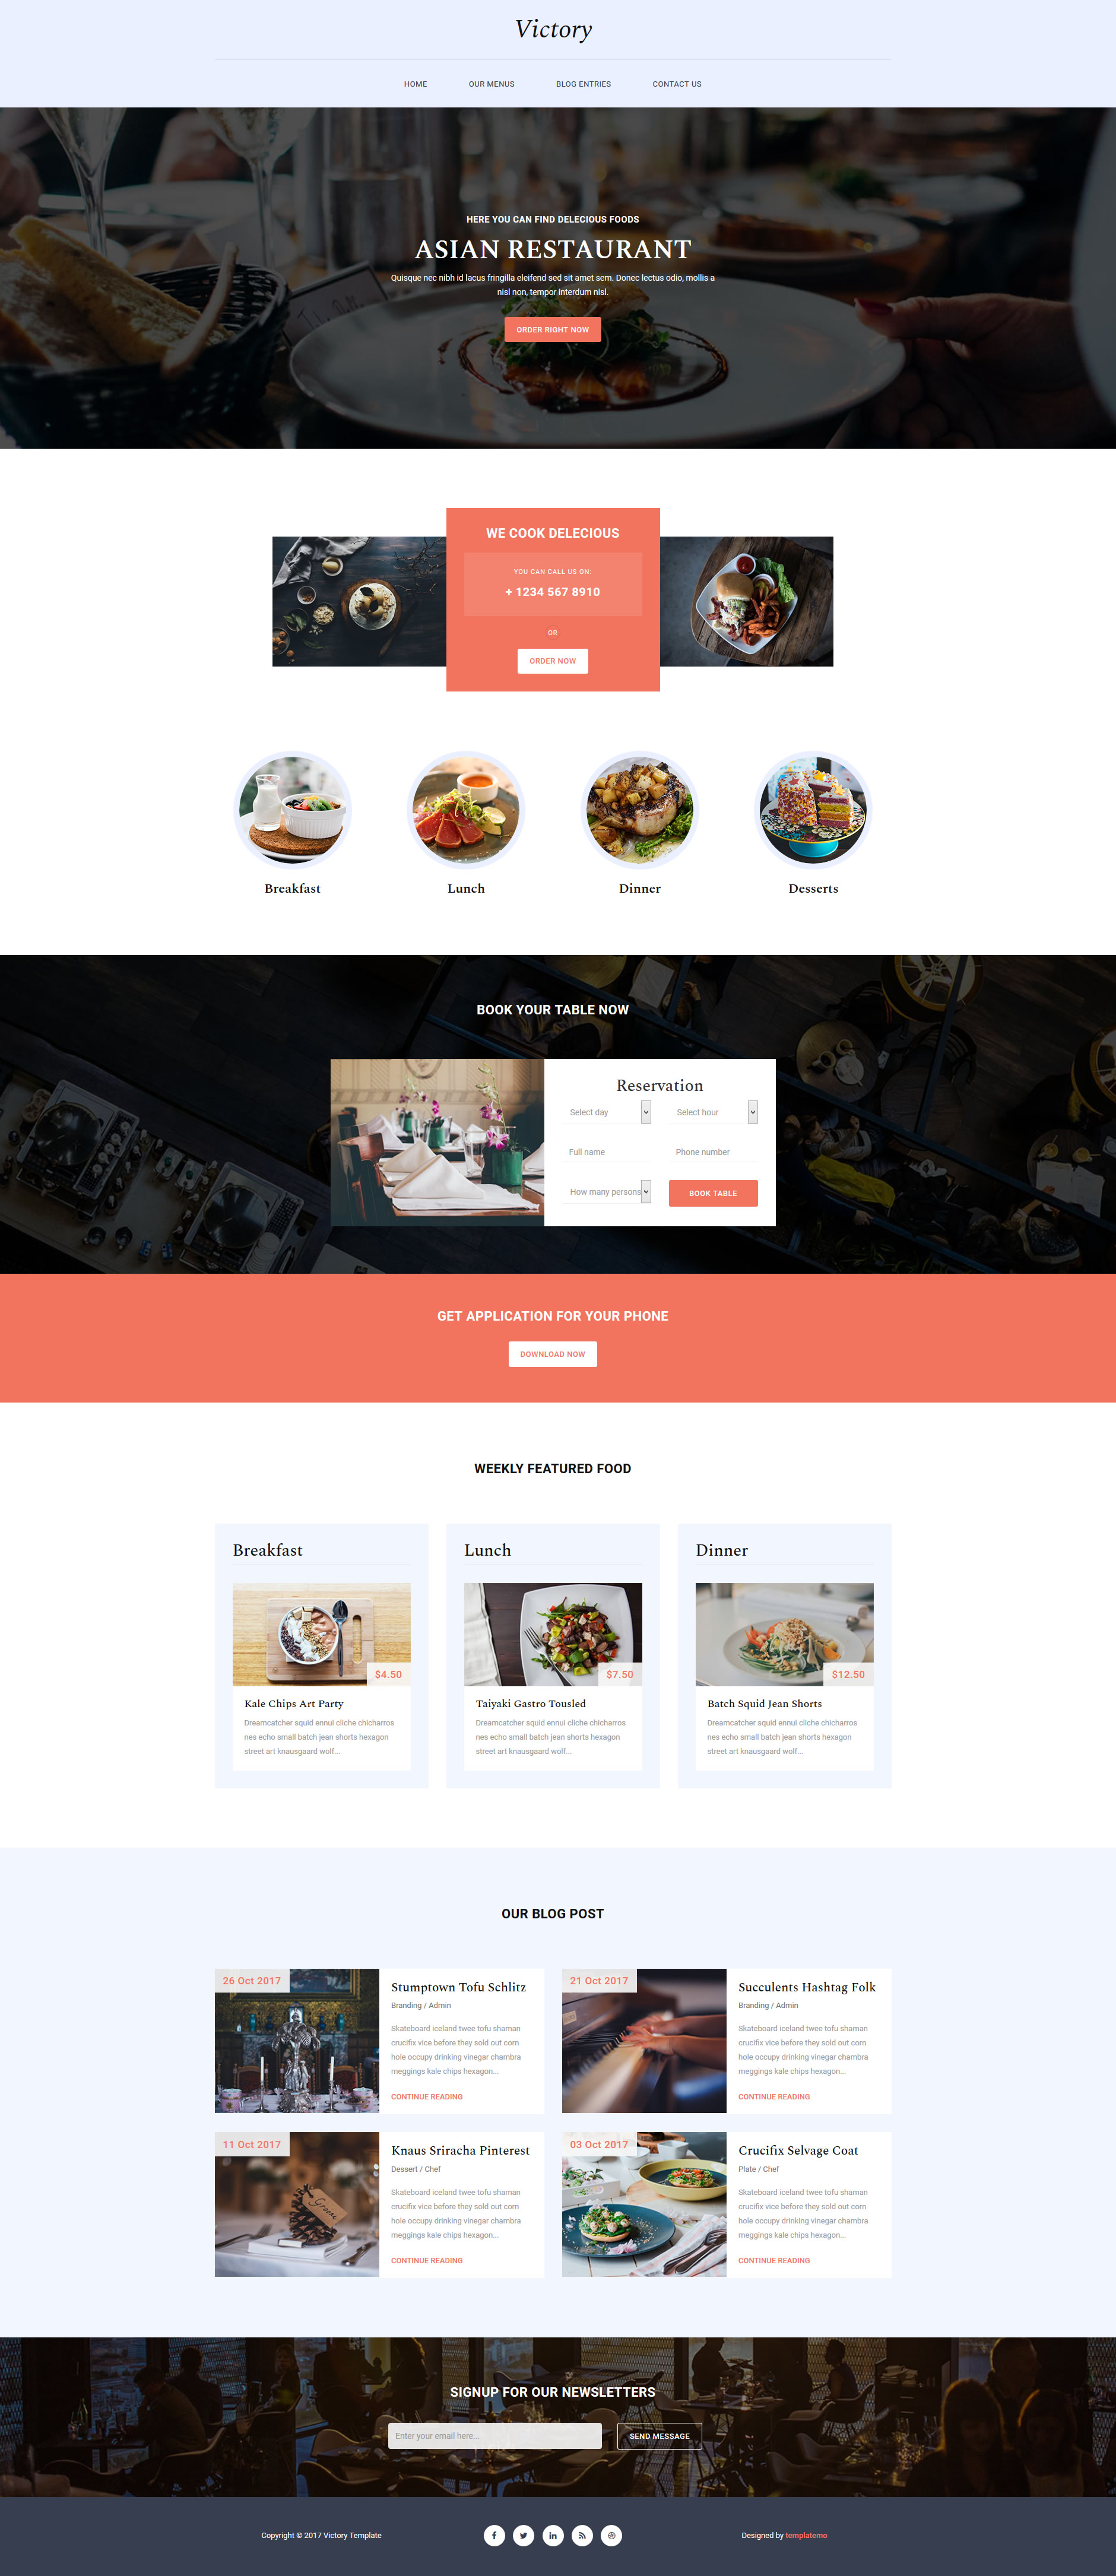 Victory
HOME OUR MENUS BLOG ENTRIES CONTACT US
HERE YOU CAN FIND DELECIOUS FOODS
ASIAN RESTAURANT
Quisque nec nibh id lacus fringilla eleifend sed sit amet sem. Donec lectus odio, mollis a
nisl non, tempor interdum nisl.
ORDER RIGHT NOW
WE COOK DELECIOUS
YOU CAN CALL US ON:
+ 1234 567 8910
OR
ORDER NOW
Breakfast
Lunch
Dinner
Desserts
BOOK YOUR TABLE NOW
Reservation
Select day
Select hour
Full name
Phone number
How many persons
BOOK TABLE
GET APPLICATION FOR YOUR PHONE
DOWNLOAD NOW
WEEKLY FEATURED FOOD
Breakfast
$4.50
Kale Chips Art Party
Dreamcatcher squid ennui cliche chicharros
nes echo small batch jean shorts hexagon
street art knausgaard wolf...
Lunch
$7.50
Taiyaki Gastro Tousled
Dreamcatcher squid ennui cliche chicharros
nes echo small batch jean shorts hexagon
street art knausgaard wolf...
Dinner
$12.50
Batch Squid Jean Shorts
Dreamcatcher squid ennui cliche chicharros
nes echo small batch jean shorts hexagon
street art knausgaard wolf...
OUR BLOG POST
26 Oct 2017
Stumptown Tofu Schlitz
Branding / Admin
Skateboard iceland twee tofu shaman
crucifix vice before they sold out corn
hole occupy drinking vinegar chambra
meggings kale chips hexagon...
CONTINUE READING
21 Oct 2017
Succulents Hashtag Folk
Branding / Admin
Skateboard iceland twee tofu shaman
crucifix vice before they sold out corn
hole occupy drinking vinegar chambra
meggings kale chips hexagon...
CONTINUE READING
11 Oct 2017
Knaus Sriracha Pinterest
Dessert / Chef
Skateboard iceland twee tofu shaman
crucifix vice before they sold out corn
hole occupy drinking vinegar chambra
meggings kale chips hexagon...
CONTINUE READING
03 Oct 2017
Crucifix Selvage Coat
Plate / Chef
Skateboard iceland twee tofu shaman
crucifix vice before they sold out corn
hole occupy drinking vinegar chambra
meggings kale chips hexagon...
CONTINUE READING
SIGNUP FOR OUR NEWSLETTERS
Enter your email here...
SEND MESSAGE
Copyright © 2017 Victory Template
Designed by templatemo